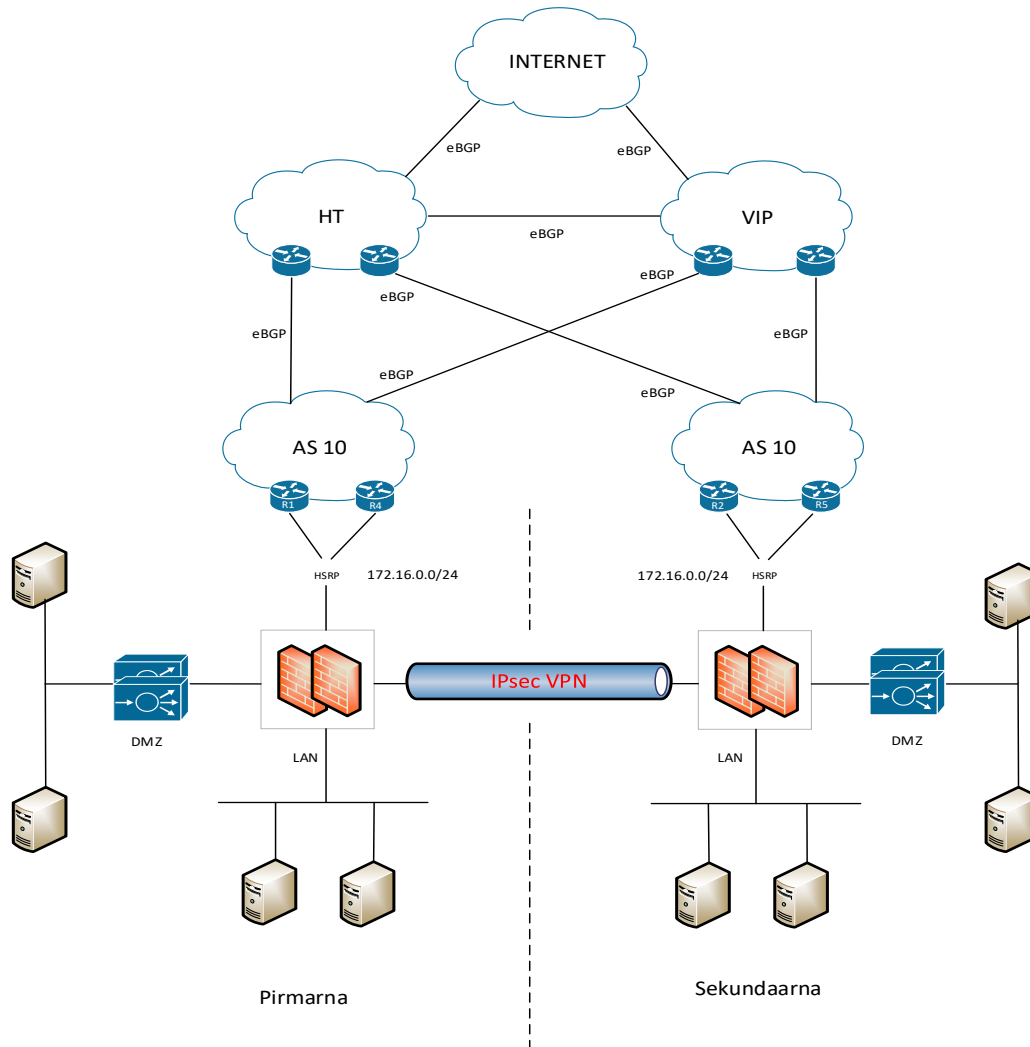 INTERNET
eBGP
eBGP
HT
VIP
eBGP
eBGP
eBGP
eBGP
eBGP
eBGP
eBGP
AS 10
AS 10
R1
R4
R2
R5
HSRP
172.16.0.0/24
172.16.0.0/24
HSRP
IPsec VPN
DMZ
DMZ
LAN
LAN
Pirmarna
Sekundaarna